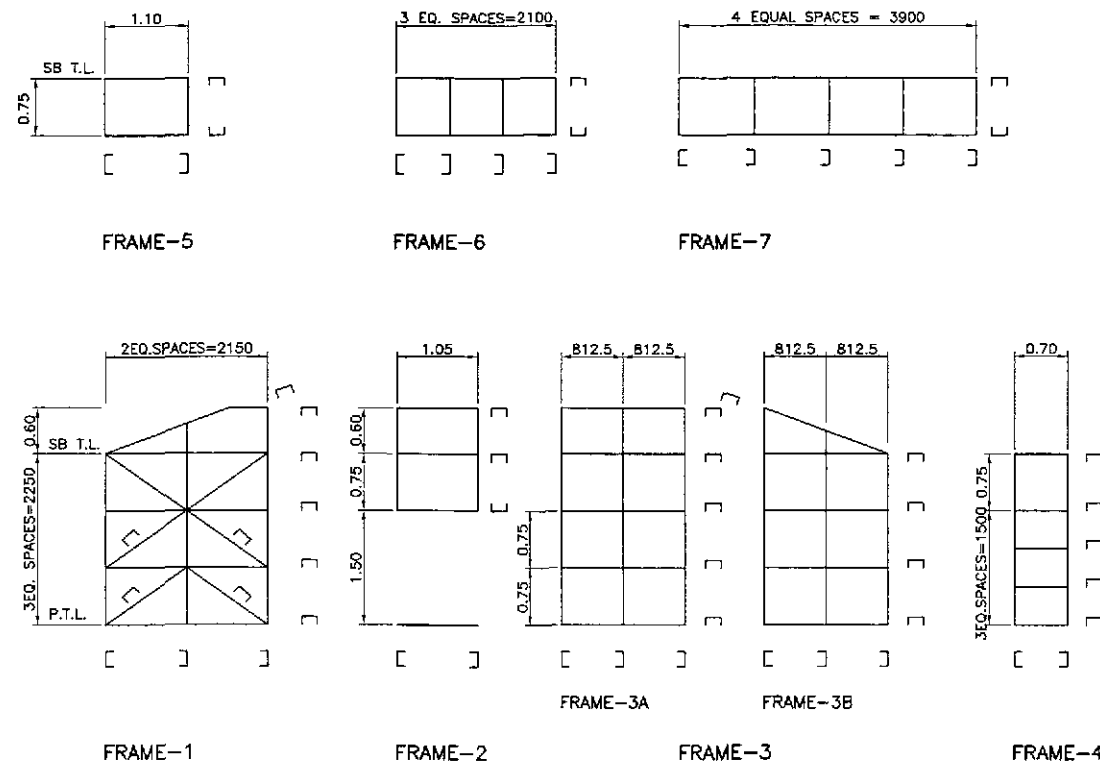 1.10
3 EQ. SPACES=2100
4 EQUAL SPACES = 3900
SB T.L.
0.75
FRAME-5
FRAME-6
FRAME-7
2EQ.SPACES=2150
1.05
812.5 812.5
812.5 812.5
0.70
0.60
SB T.L.
3EQ. SPACES=2250
P.T.L.
0.60
0.75
1.50
0.75
0.75
0.75
3EQ.SPACES=1500
FRAME-3A
FRAME-3B
FRAME-1
FRAME-2
FRAME-3
FRAME-4